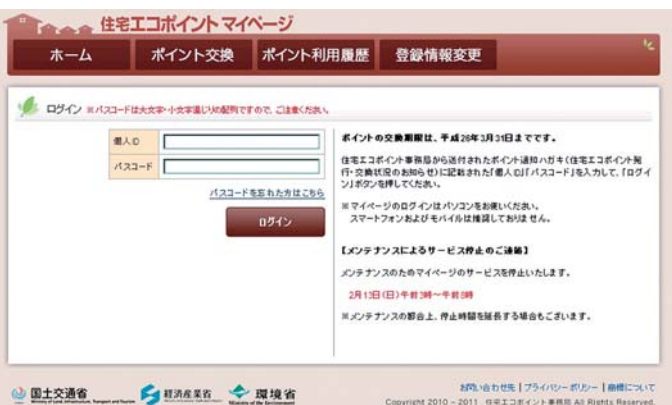 住宅エコポイント マイページ
ホーム
ポイント交換
ポイント利用履歴
登録情報変更
ログイン ※パスコードは大文字・小文字混じりの配列ですので、ご注意ください。
個人ID
パスコード
パスコードを忘れた方はこちら
ログイン
ポイントの交換期限は、平成26年3月31日までです。
住宅エコポイント事務局から送付されたポイント通知ハガキ(住宅エコポイント発
行・交換状況のお知らせ)に記載された「個人ID」「パスコード」を入力して、「ログイ
ン」ボタンを押してください。
※マイページのログインはパソコンをお使いください。
スマートフォンおよびモバイルは推奨しておりません。
【メンテナンスによるサービス停止のご連絡】
メンテナンスのためのマイページのサービスを停止いたします。
2月13日(日)午前3時~午前8時
※メンテナンスの都合上、停止時間を延長する場合もございます。
国土交通省
経済産業省
環境省
Ministry of the Environment
お問い合わせ先 | プライバシーポリシー | 商標について
Copyright 2010 - 2011 住宅エコポイント事務局 All Rights Reserved.